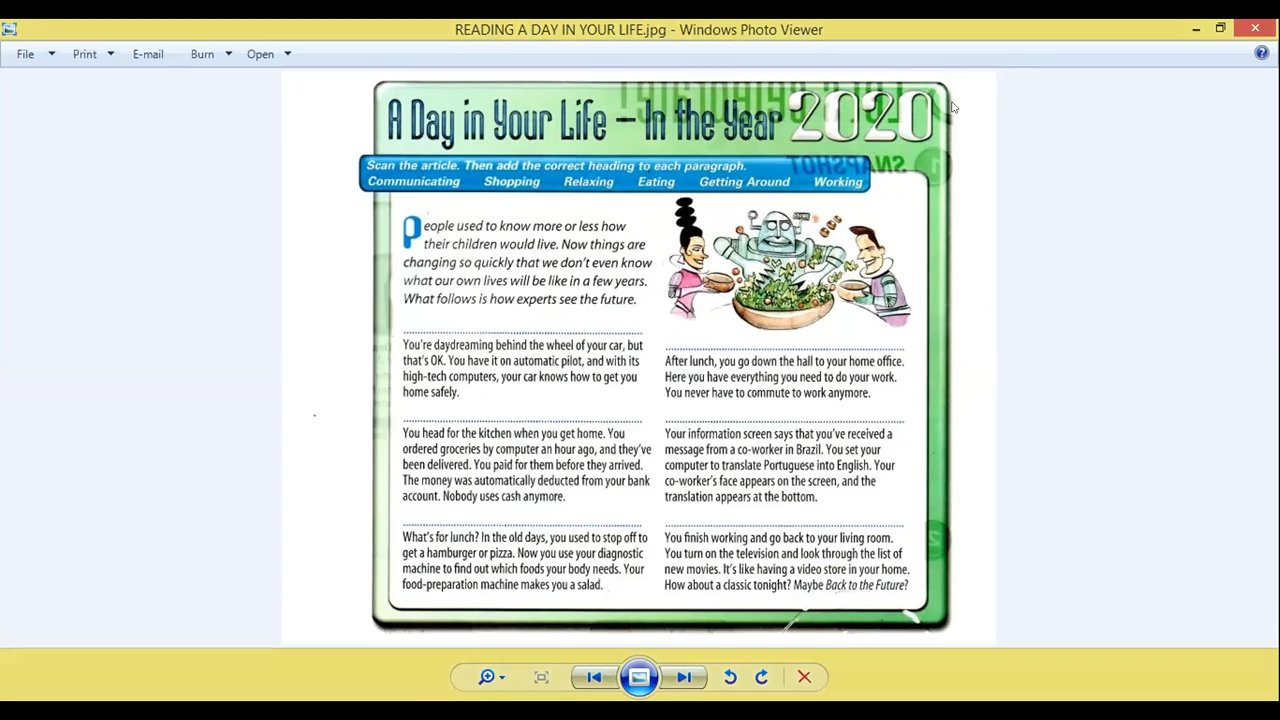 READING A DAY IN YOUR LIFE.jpg - Windows Photo Viewer
File Print E-mail Burn Open
A Day in Your Life – In the Year 2020
Scan the article. Then add the correct heading to each paragraph.
Communicating Shopping Relaxing Eating Getting Around Working
People used to know more or less how
their children would live. Now things are
changing so quickly that we don't even know
what our own lives will be like in a few years.
What follows is how experts see the future.
You're daydreaming behind the wheel of your car, but
that's OK. You have it on automatic pilot, and with its
high-tech computers, your car knows how to get you
home safely.
You head for the kitchen when you get home. You
ordered groceries by computer an hour ago, and they've
been delivered. You paid for them before they arrived.
The money was automatically deducted from your bank
account. Nobody uses cash anymore.
What's for lunch? In the old days, you used to stop off to
get a hamburger or pizza. Now you use your diagnostic
machine to find out which foods your body needs. Your
food-preparation machine makes you a salad.
After lunch, you go down the hall to your home office.
Here you have everything you need to do your work.
You never have to commute to work anymore.
Your information screen says that you've received a
message from a co-worker in Brazil. You set your
computer to translate Portuguese into English. Your
co-worker's face appears on the screen, and the
translation appears at the bottom.
You finish working and go back to your living room.
You turn on the television and look through the list of
new movies. It's like having a video store in your home.
How about a classic tonight? Maybe Back to the Future?